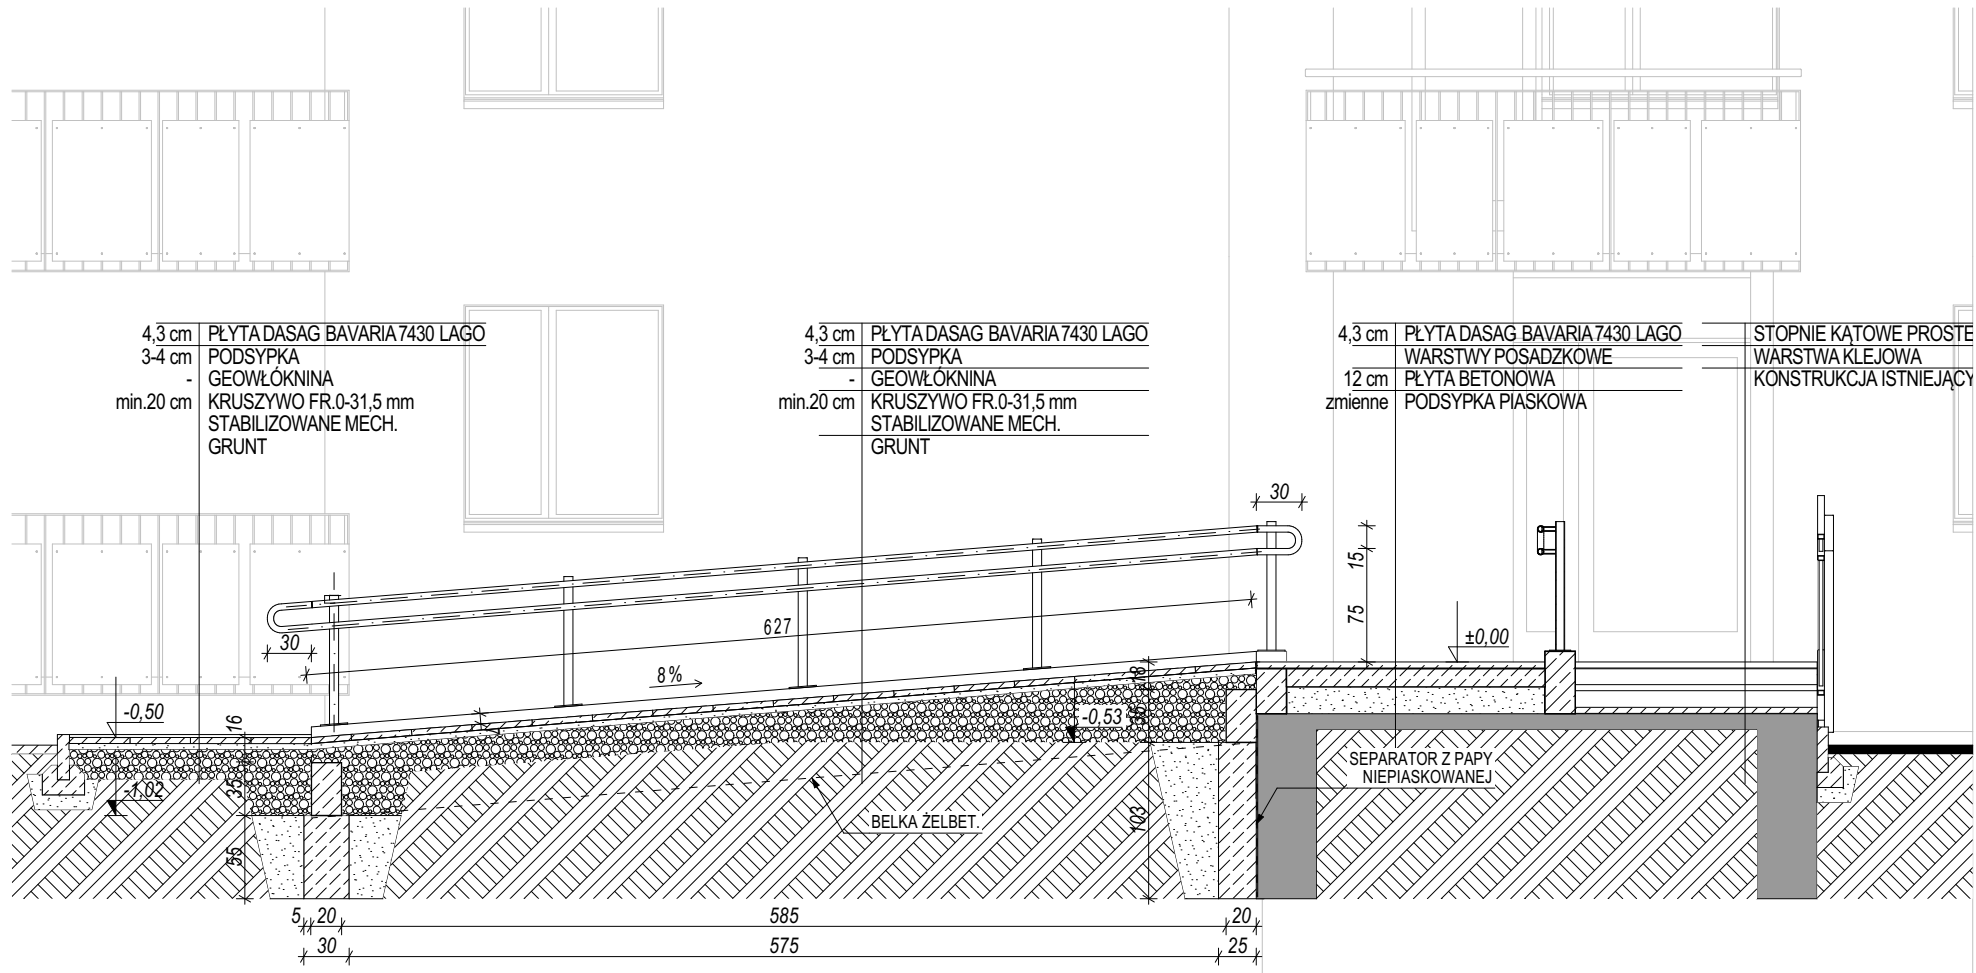 4,3 cm PŁYTA DASAG BAVARIA 7430 LAGO
3-4 cm PODSYPKA
- GEOWŁÓKNINA
min.20 cm KRUSZYWO FR.0-31,5 mm
STABILIZOWANE MECH.
GRUNT
4,3 cm PŁYTA DASAG BAVARIA 7430 LAGO
3-4 cm PODSYPKA
- GEOWŁÓKNINA
min.20 cm KRUSZYWO FR.0-31,5 mm
STABILIZOWANE MECH.
GRUNT
4,3 cm PŁYTA DASAG BAVARIA 7430 LAGO
WARSTWY POSADZKOWE
12 cm PŁYTA BETONOWA
zmienne PODSYPKA PIASKOWA
STOPNIE KĄTOWE PROSTE
WARSTWA KLEJOWA
KONSTRUKCJA ISTNIEJĄCY
30
15
75
±0,00
627
30
8%
18
-0,50
16
-0,53
35
-1,02
SEPARATOR Z PAPY
NIEPIASKOWANEJ
BELKA ŻELBET.
103
55
5 20 585 20
30 575 25